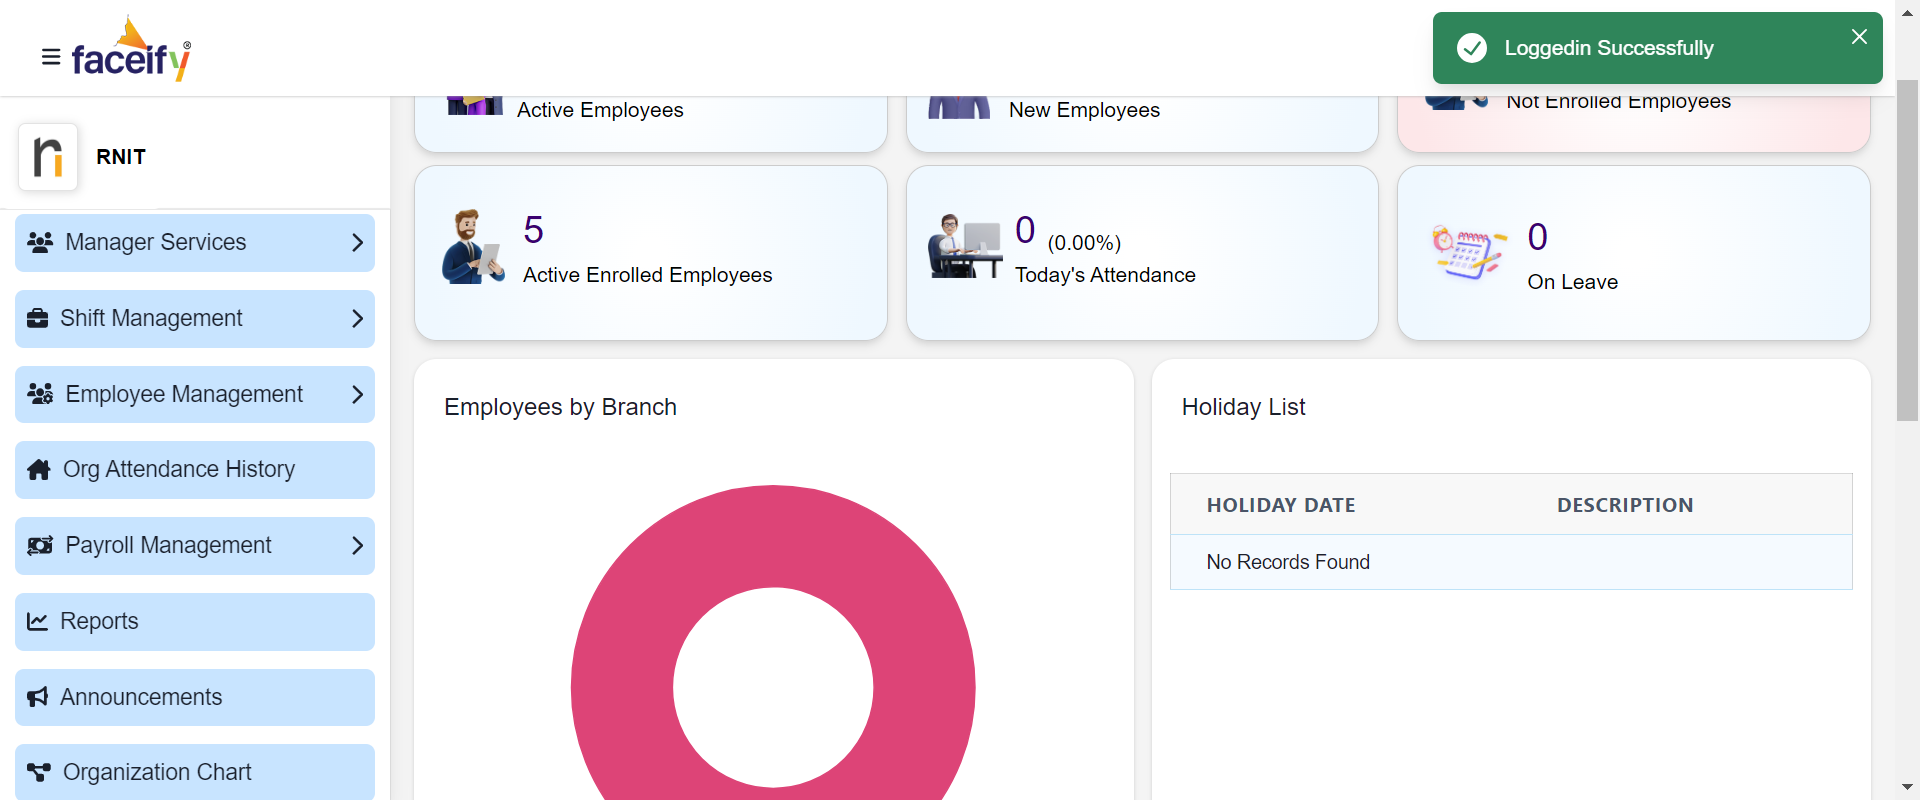 faceify®
Loggedin Successfully
Active Employees
New Employees
Not Enrolled Employees
RNIT
Manager Services
Shift Management
Employee Management
Org Attendance History
Payroll Management
Reports
Announcements
Organization Chart
5
Active Enrolled Employees
0 (0.00%)
Today's Attendance
0
On Leave
Employees by Branch
Holiday List
HOLIDAY DATE DESCRIPTION
No Records Found